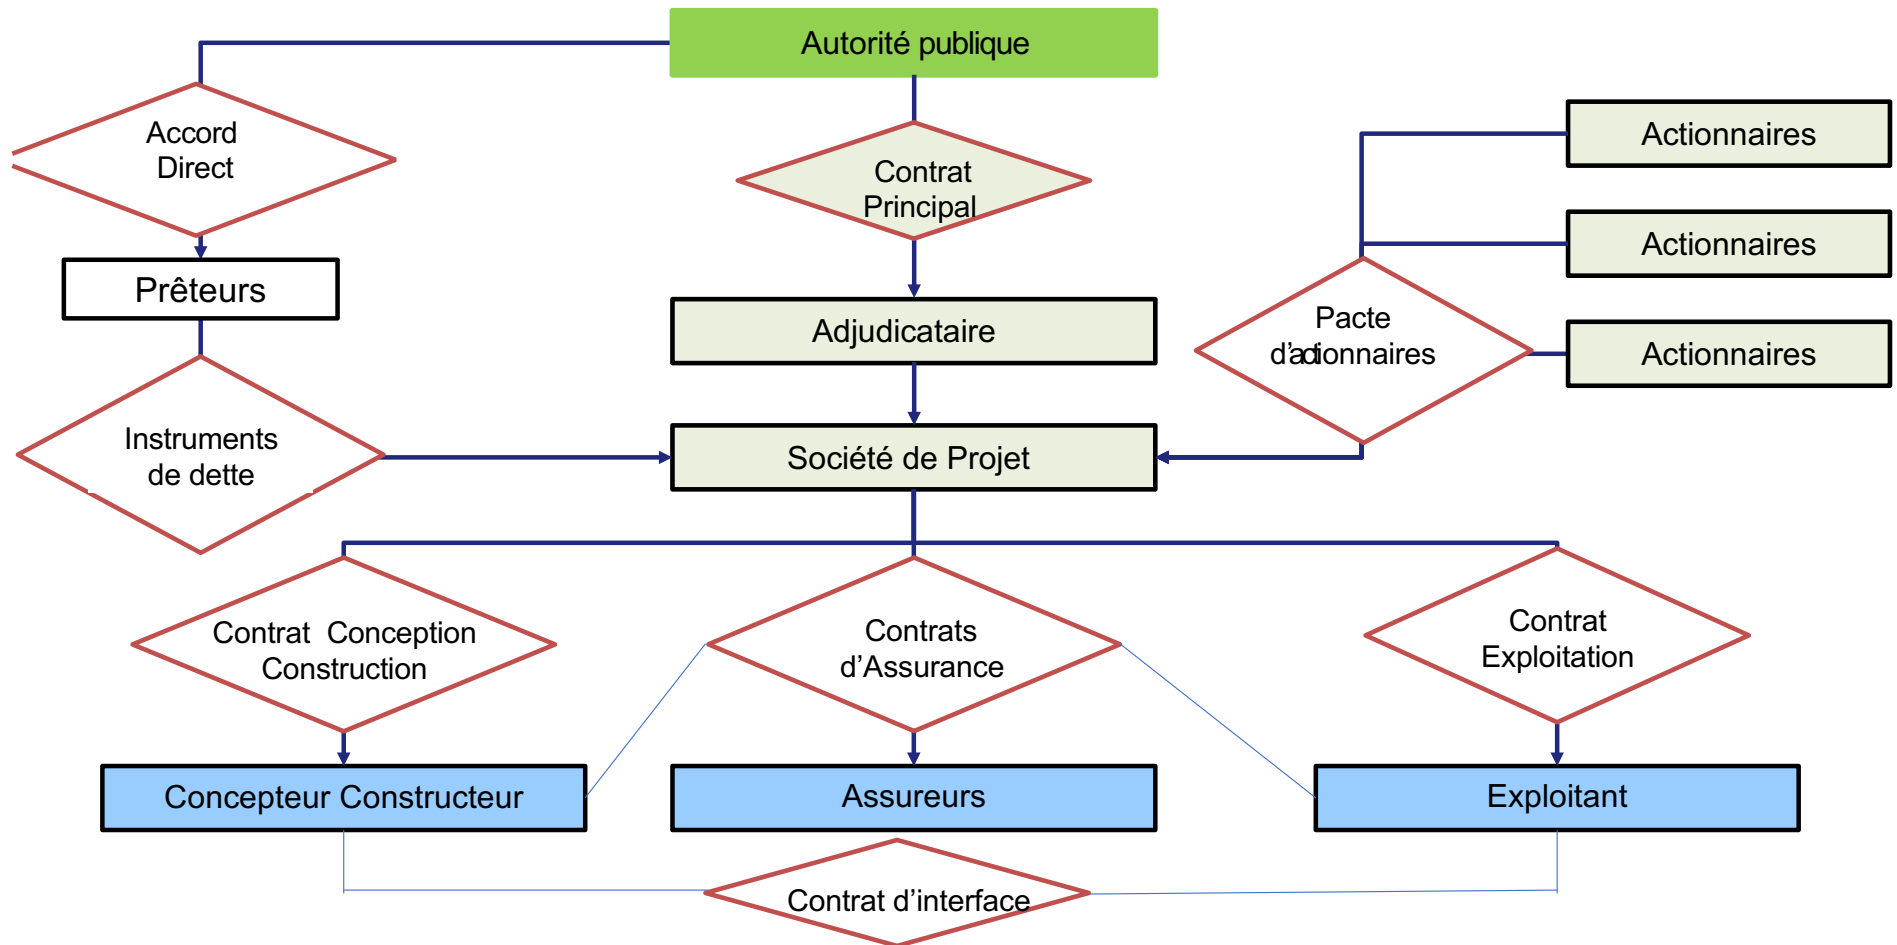 Autorité publique
Accord
Direct
Contrat
Principal
Actionnaires
Actionnaires
Actionnaires
Prêteurs
Adjudicataire
Pacte
d'actionnaires
Instruments
de dette
Société de Projet
Contrat Conception
Construction
Contrats
d'Assurance
Contrat
Exploitation
Concepteur Constructeur
Assureurs
Exploitant
Contrat d'interface